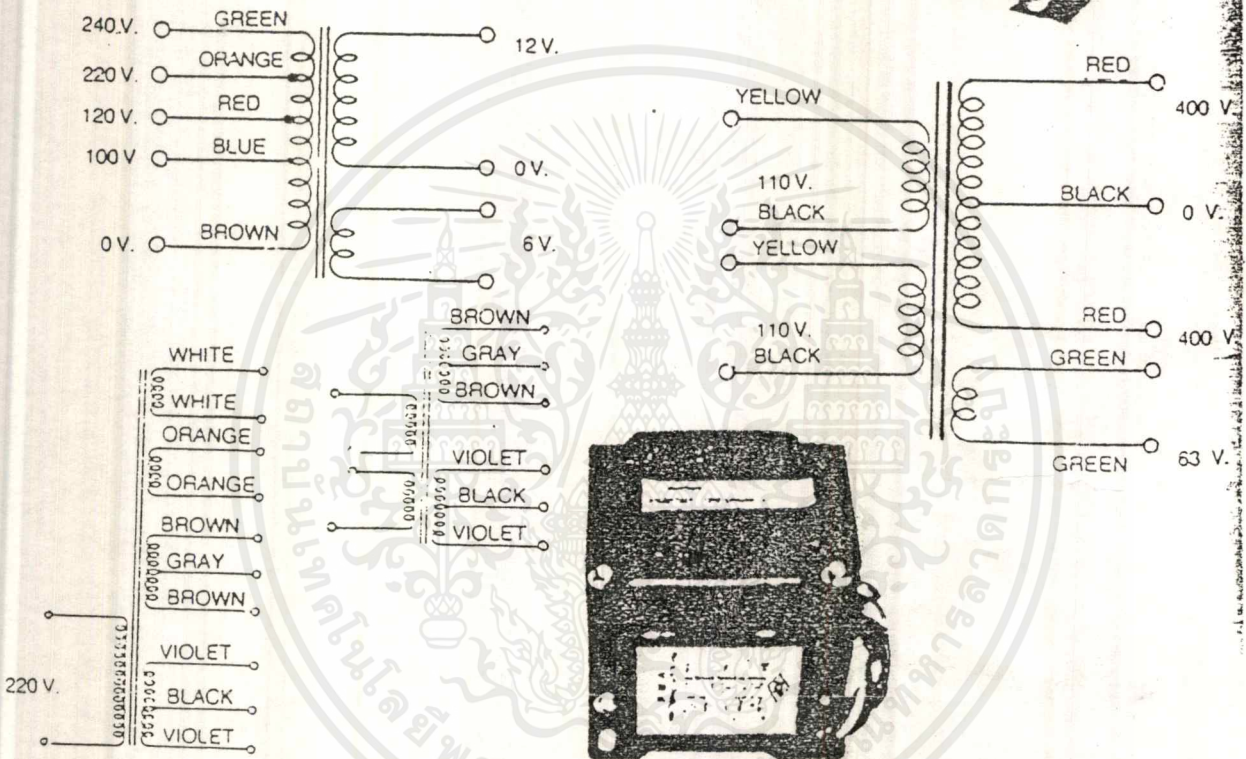 240.V. GREEN
220 V. ORANGE
120 V. RED
100 V BLUE
0 V. BROWN
12 V.
0 V.
6 V.
YELLOW
110 V.
BLACK
YELLOW
110 V.
BLACK
RED
400 V
BLACK
0 V.
RED
400 V
GREEN
GREEN
63 V.
WHITE
WHITE
ORANGE
ORANGE
BROWN
GRAY
BROWN
VIOLET
BLACK
VIOLET
220 V.
BROWN
GRAY
BROWN
VIOLET
BLACK
VIOLET